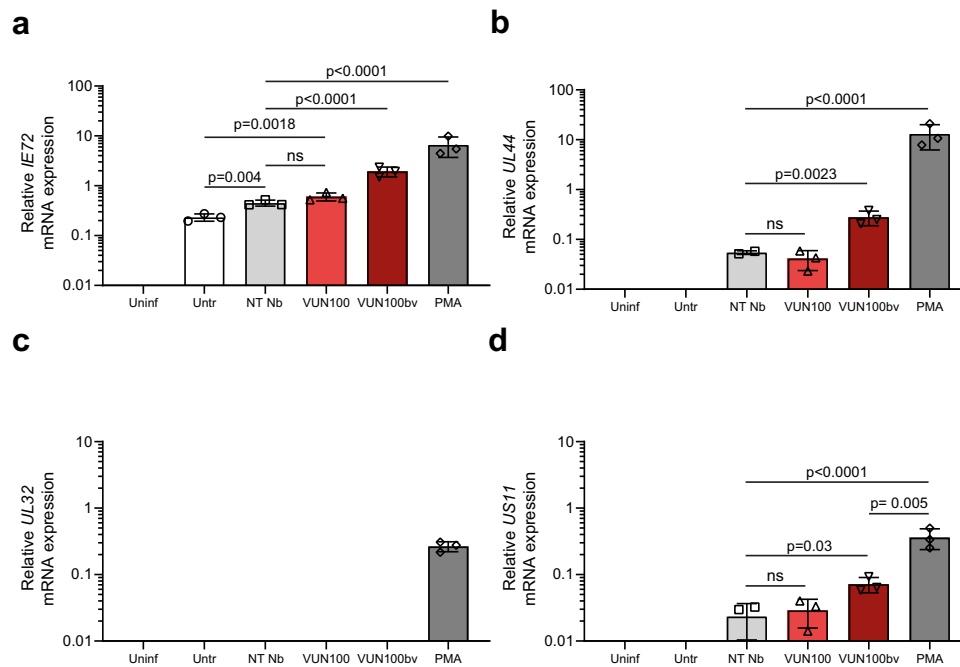 a
p<0.0001
p<0.0001
p=0.0018
ns
p=0.004
Relative IE72
mRNA expression
100
10
1
0.1
0.01
Uninf
Untr
NT Nb
VUN100
VUN100bv
PMA
b
p<0.0001
p=0.0023
ns
Relative UL44
mRNA expression
100
10
1
0.1
0.01
Uninf
Untr
NT Nb
VUN100
VUN100bv
PMA
c
Relative UL32
mRNA expression
10
1
0.1
0.01
Uninf
Untr
NT Nb
VUN100
VUN100bv
PMA
d
p<0.0001
p= 0.005
p=0.03
ns
Relative US11
mRNA expression
10
1
0.1
0.01
Uninf
Untr
NT Nb
VUN100
VUN100bv
PMA